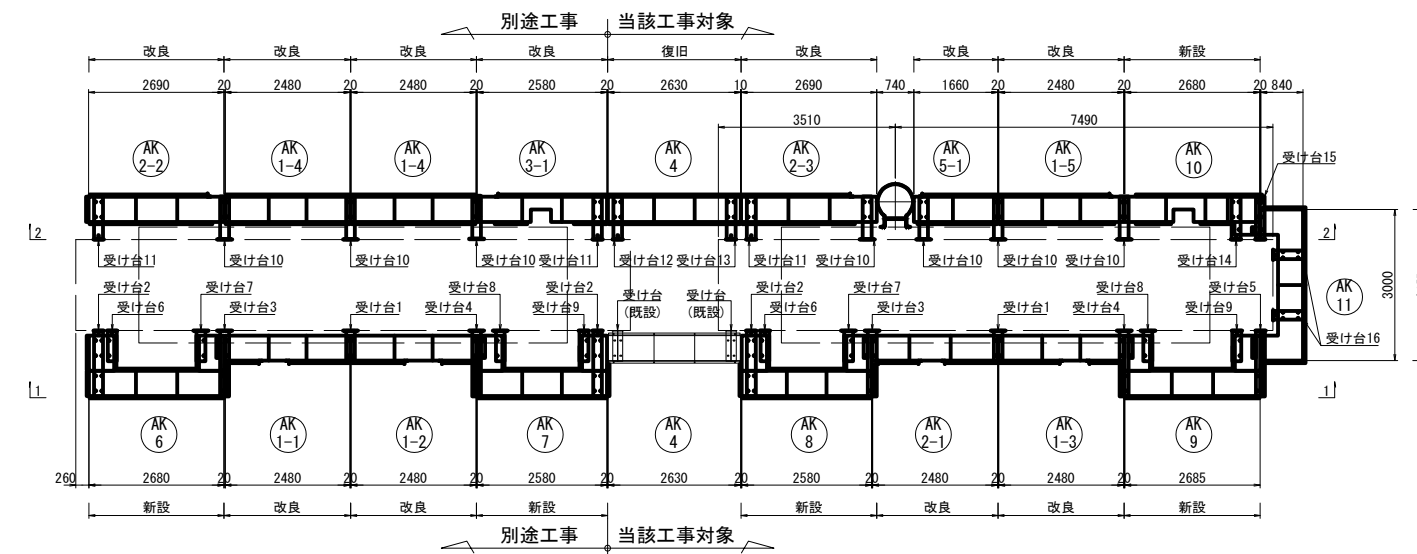 別途工事 当該工事対象
改良 改良 改良 改良 復旧 改良 改良 改良 新設
2690 20 2480 20 2480 20 2580 20 2630 10 2690 740 1660 20 2480 20 2680 20 840
3510 7490
AK 2-2 AK 1-4 AK 1-4 AK 3-1 AK 4 AK 2-3 AK 5-1 AK 1-5 AK 10
受け台15
2 2
受け台11 受け台10 受け台10 受け台10 受け台11 受け台12 受け台13 受け台11 受け台10 受け台10 受け台10 受け台10 受け台14
3000
AK 11
受け台2 受け台7 受け台8 受け台2 受け台 (既設) 受け台 (既設) 受け台2 受け台7 受け台8 受け台5
受け台6 受け台3 受け台1 受け台4 受け台9 受け台6 受け台3 受け台1 受け台4 受け台9
受け台16
1 1
AK 6 AK 1-1 AK 1-2 AK 7 AK 4 AK 8 AK 2-1 AK 1-3 AK 9
260 2680 20 2480 20 2480 20 2580 20 2630 20 2580 20 2480 20 2480 20 2685
新設 改良 改良 新設 新設 改良 改良 新設
別途工事 当該工事対象